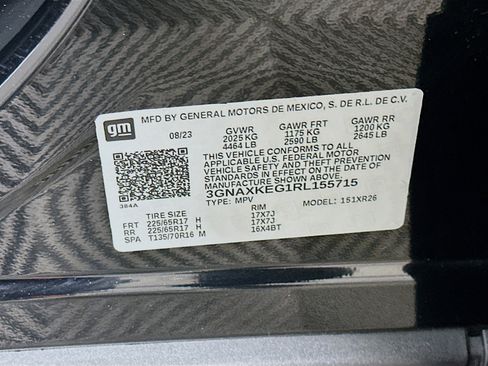 gm
MFD BY GENERAL MOTORS DE MEXICO, S. DE R.L. DE C.V.
08/23 GVWR GAWR FRT GAWR RR
2025 KG 1175 KG 1200 KG
4464 LB 2590 LB 2645 LB
THIS VEHICLE CONFORMS TO ALL
APPLICABLE U.S. FEDERAL MOTOR
VEHICLE SAFETY AND THEFT PREVENTION
STANDARDS IN EFFECT ON THE DATE OF
MANUFACTURE SHOWN ABOVE.
3GNAXKEG1RL155715
384A
TYPE: MPV MODEL: 1S1XR26
TIRE SIZE RIM
FRT 225/65R17 H 17X7J
RR 225/65R17 H 17X7J
SPA T135/70R16 M 16X4BT